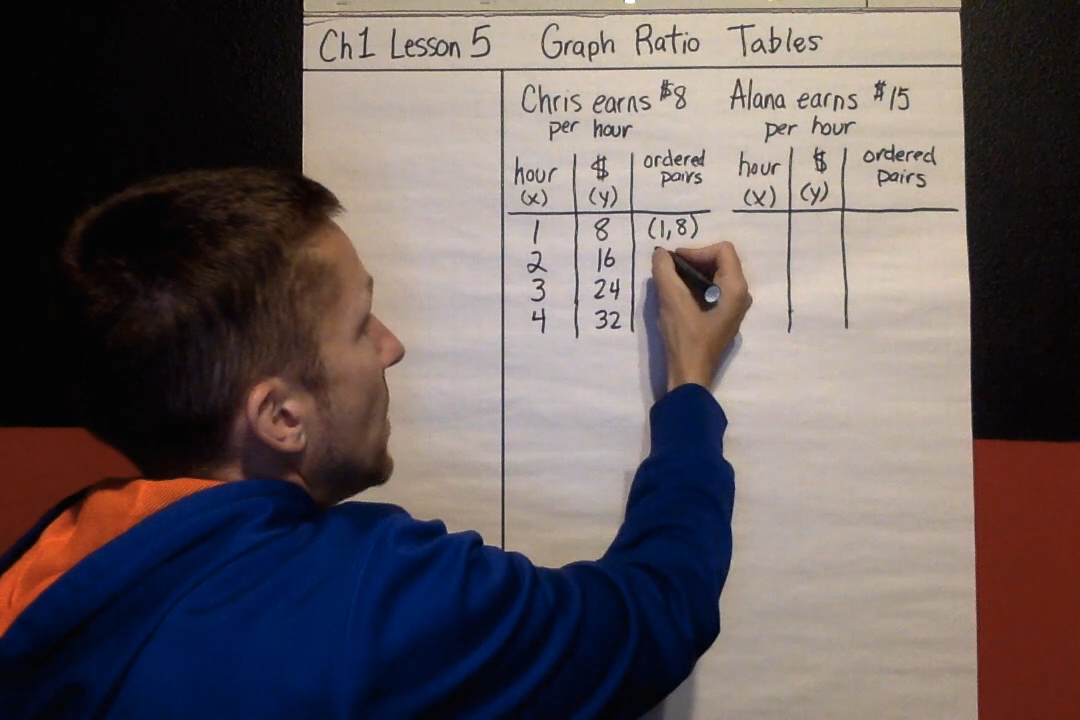 Ch1 Lesson 5 Graph Ratio Tables
Chris earns $8
per hour
hour (x) $ (y) ordered pairs
1 8 (1,8)
2 16
3 24
4 32
Alana earns $15
per hour
hour (x) $ (y) ordered pairs